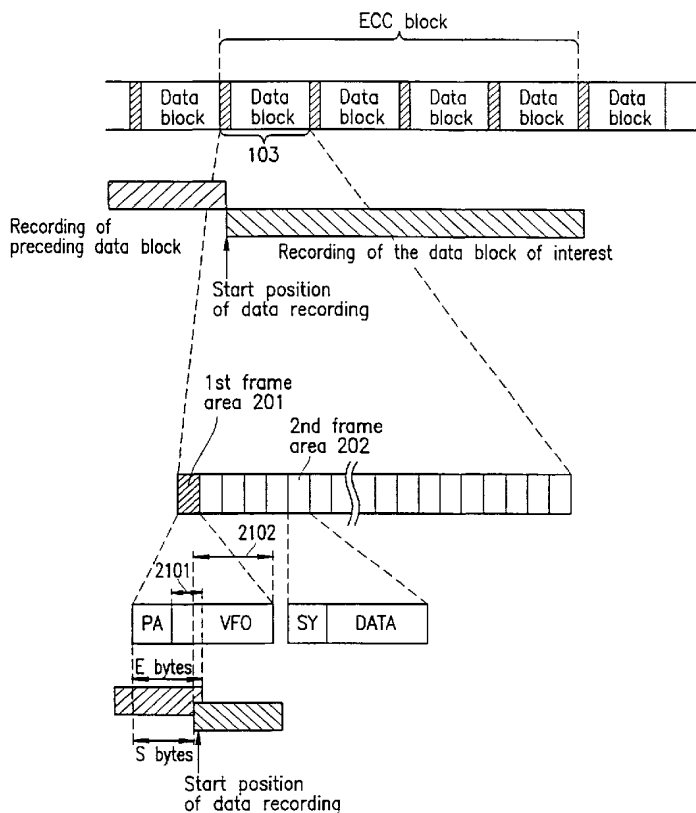 ECC block
Data block
Data block
Data block
Data block
Data block
Data block
103
Recording of preceding data block
Recording of the data block of interest
Start position of data recording
1st frame area 201
2nd frame area 202
2102
2101
PA
VFO
SY
DATA
E bytes
S bytes
Start position of data recording